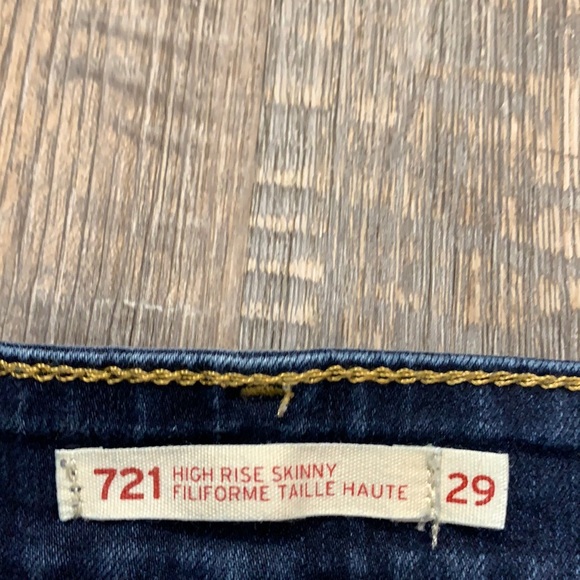 721 HIGH RISE SKINNY
FILIFORME TAILLE HAUTE
29